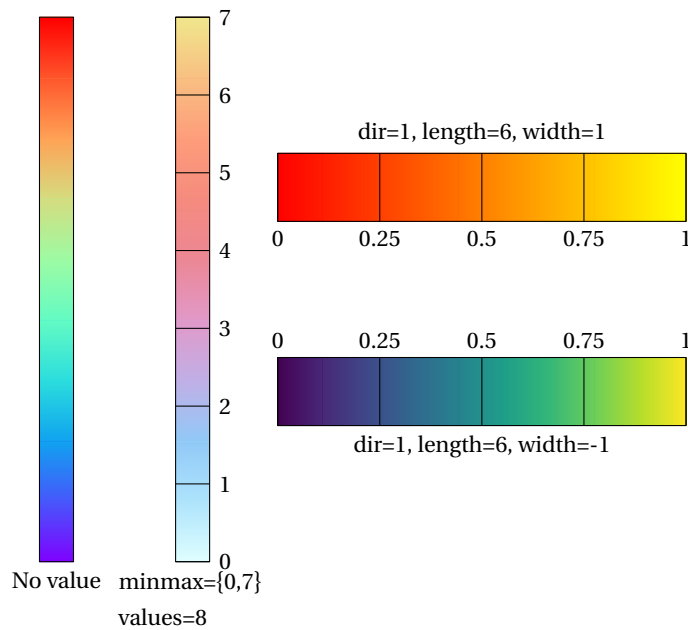 7
6
5
4
3
2
1
0
No value
minmax={0,7}
values=8
dir=1, length=6, width=1
0 0.25 0.5 0.75 1
0 0.25 0.5 0.75 1
dir=1, length=6, width=-1